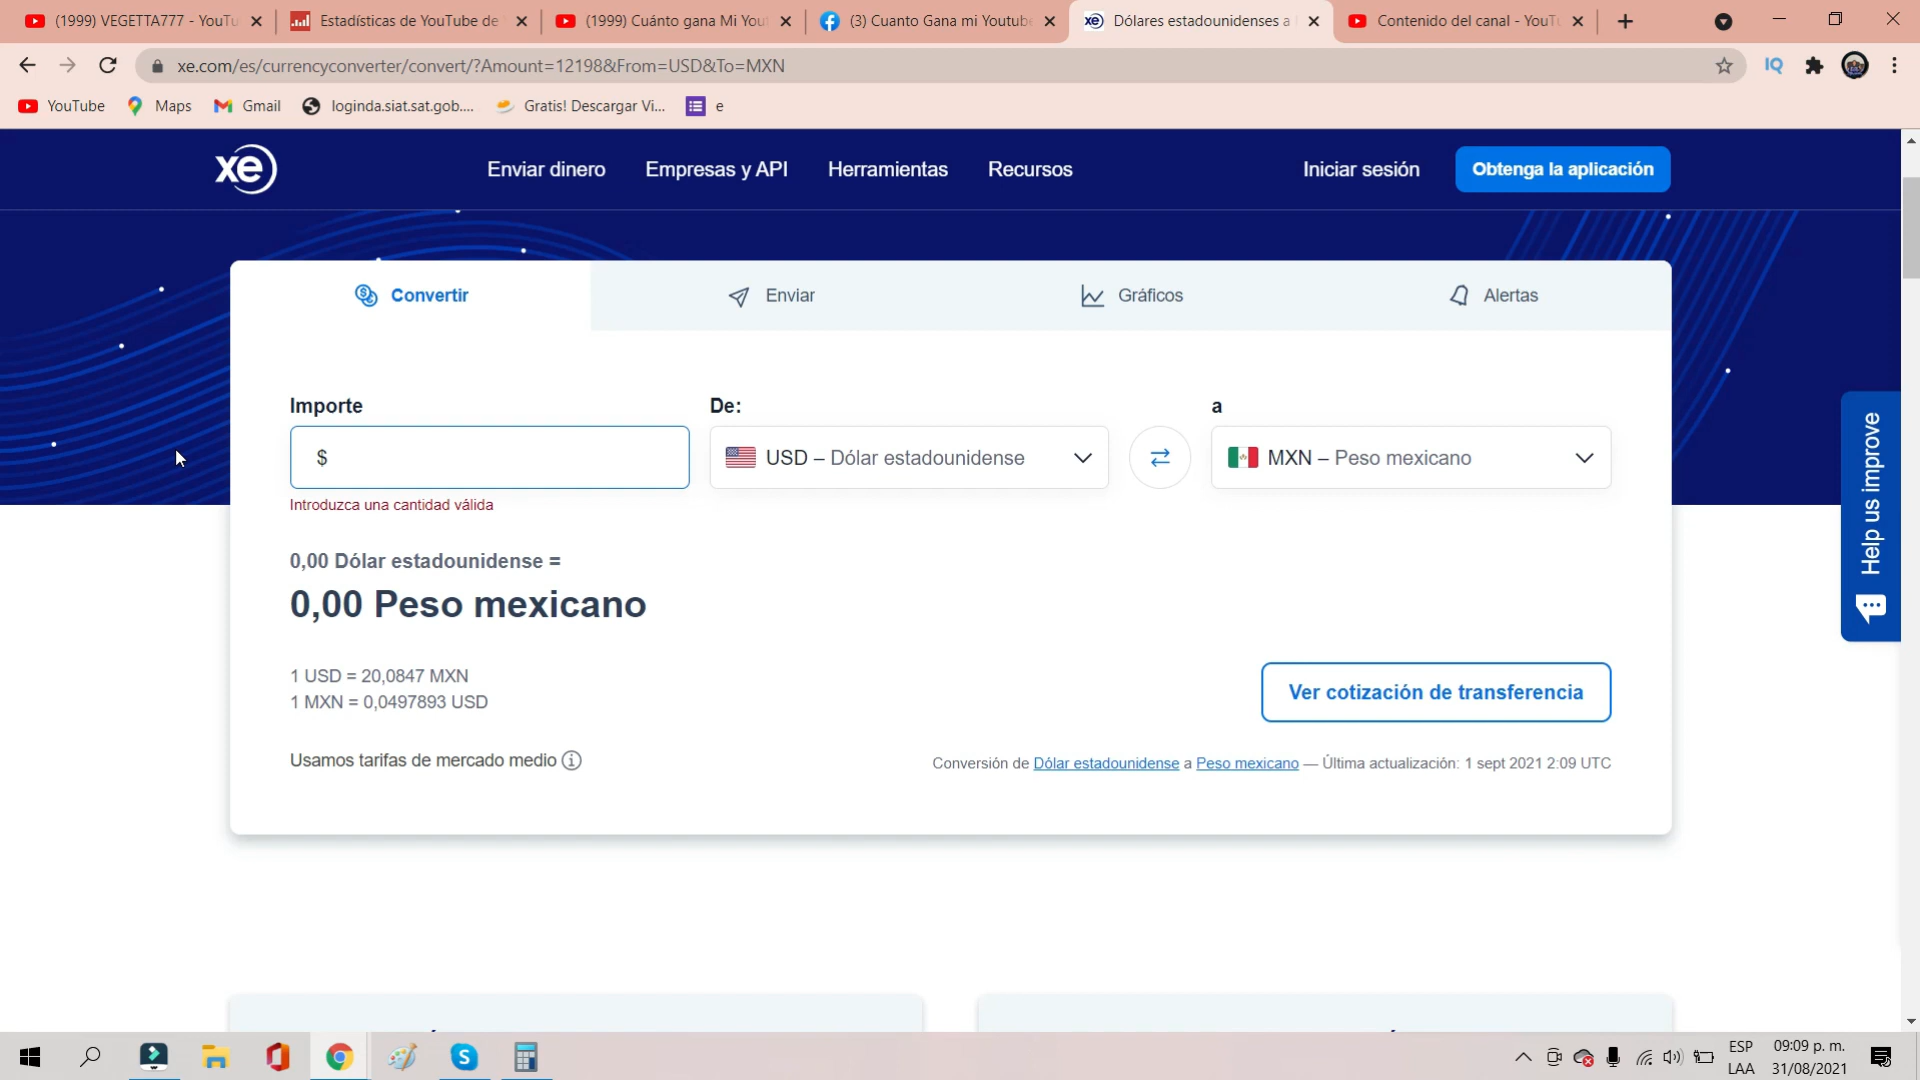 (1999) VEGETTA777 - YouTu
Estadísticas de YouTube de
(1999) Cuánto gana Mi You
(3) Cuanto Gana mi Youtube
Dólares estadounidenses a
Contenido del canal - YouTu
xe.com/es/currencyconverter/convert/?Amount=12198&From=USD&To=MXN
IQ
YouTube
Maps
Gmail
loginda.siat.sat.gob....
Gratis! Descargar Vi...
e
xe
Enviar dinero
Empresas y API
Herramientas
Recursos
Iniciar sesión
Obtenga la aplicación
Convertir
Enviar
Gráficos
Alertas
Importe
De:
a
$
USD – Dólar estadounidense
MXN – Peso mexicano
Introduzca una cantidad válida
0,00 Dólar estadounidense =
0,00 Peso mexicano
1 USD = 20,0847 MXN
1 MXN = 0,0497893 USD
Ver cotización de transferencia
Usamos tarifas de mercado medio
Conversión de Dólar estadounidense a Peso mexicano — Última actualización: 1 sept 2021 2:09 UTC
Help us improve
ESP
LAA
09:09 p. m.
31/08/2021